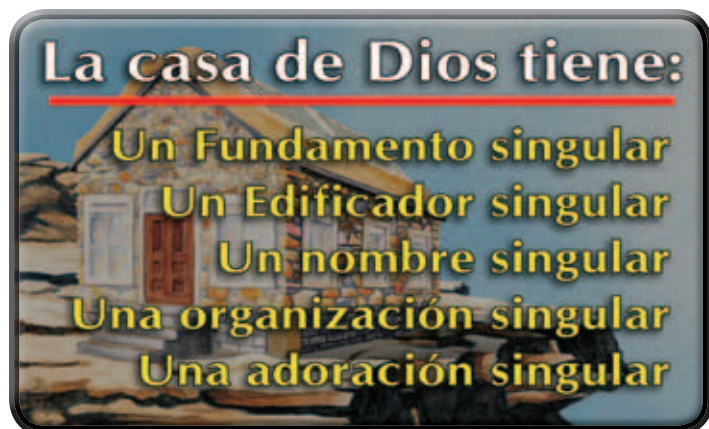 La casa de Dios tiene:
Un Fundamento singular
Un Edificador singular
Un nombre singular
Una organización singular
Una adoración singular